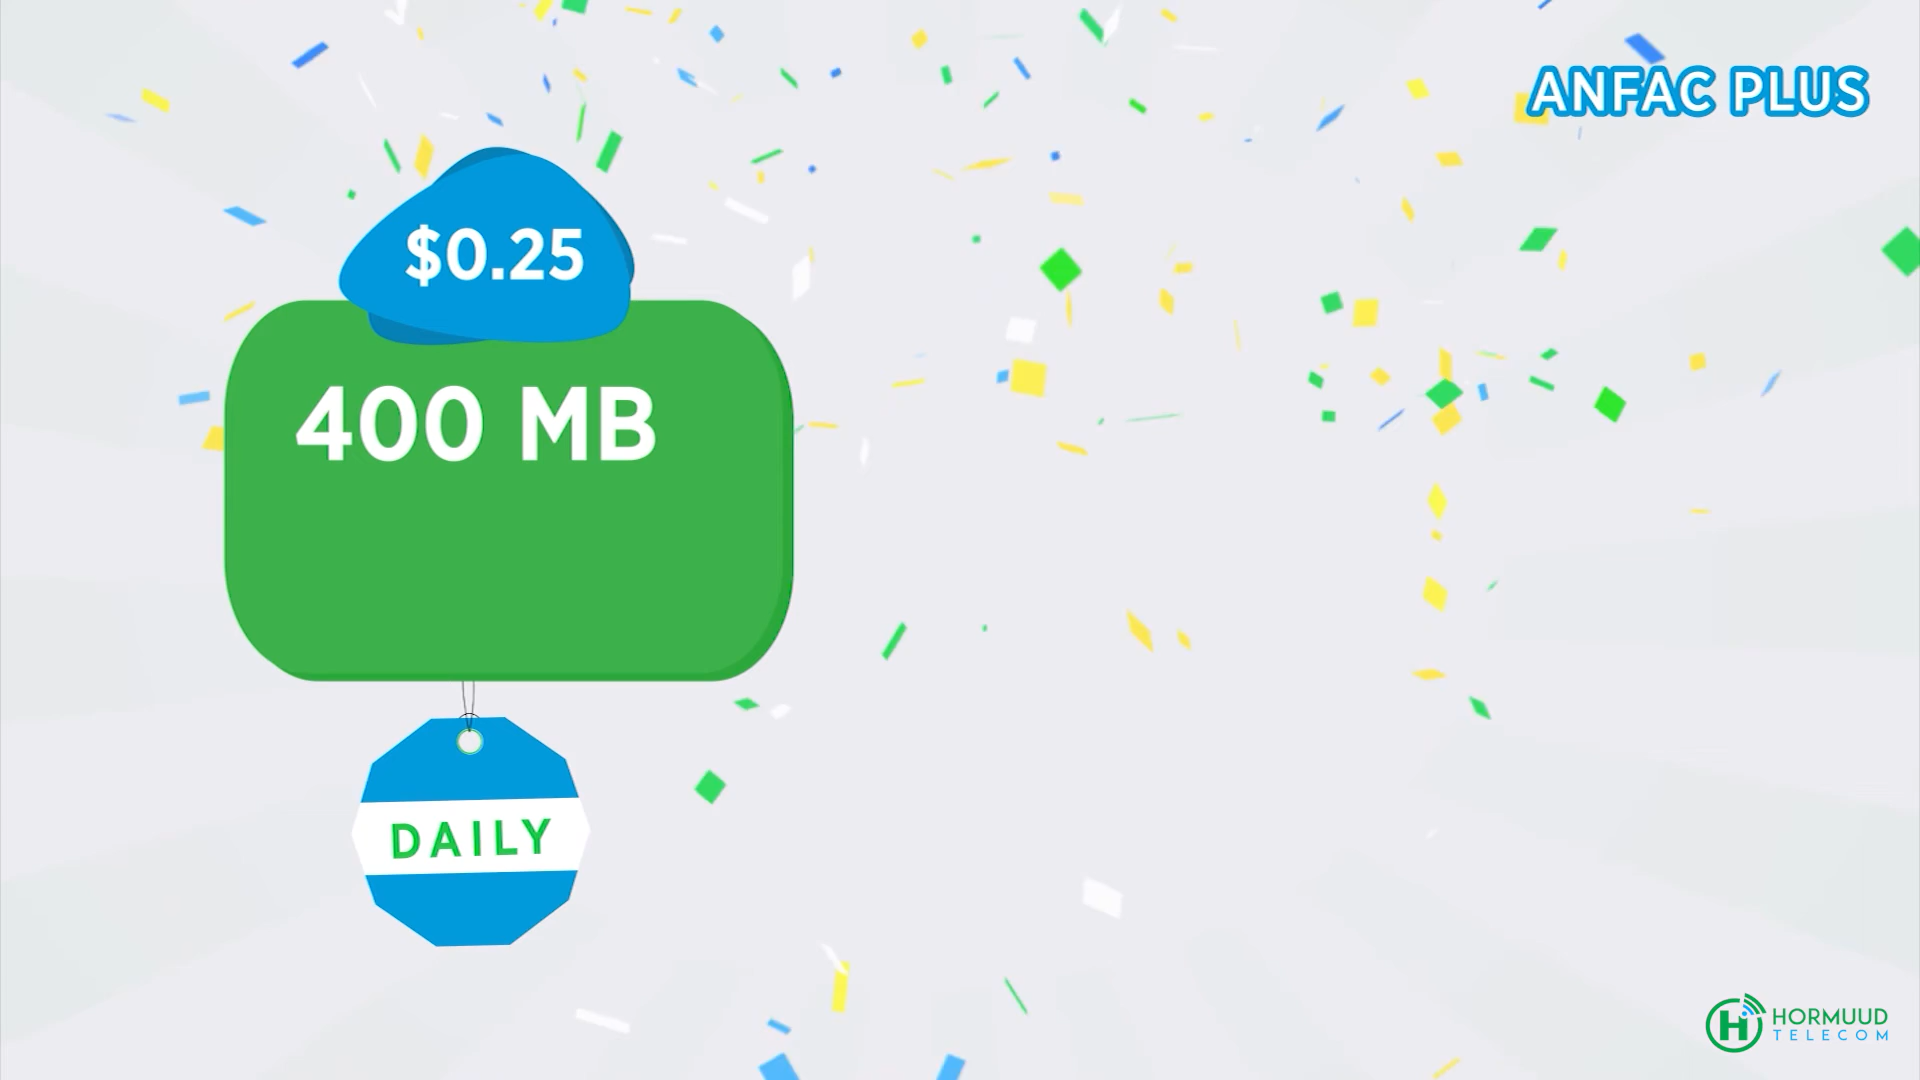 ANFAC PLUS
$0.25
400 MB
DAILY
HORMUUD
TELECOM